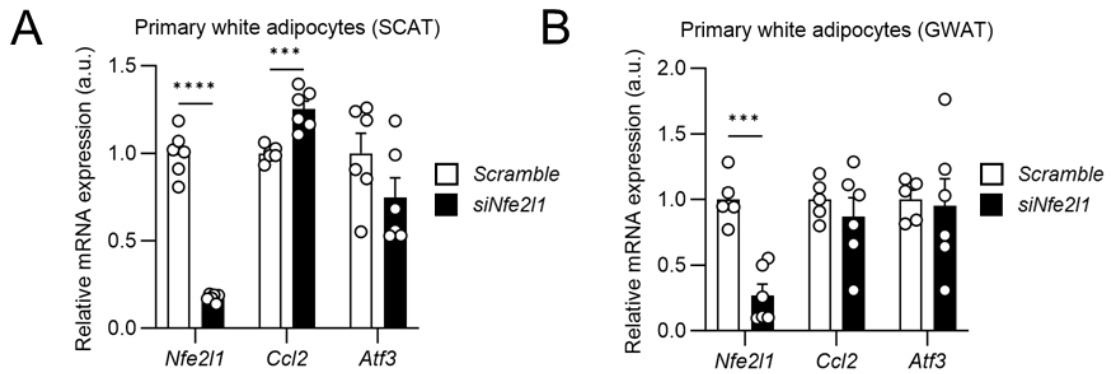 A
Primary white adipocytes (SCAT)
Relative mRNA expression (a.u.)
1.5
1.0
0.5
0.0
****
***
Nfe2l1
Ccl2
Atf3
Scramble
siNfe2l1
B
Primary white adipocytes (GWAT)
Relative mRNA expression (a.u.)
2.0
1.5
1.0
0.5
0.0
***
Nfe2l1
Ccl2
Atf3
Scramble
siNfe2l1